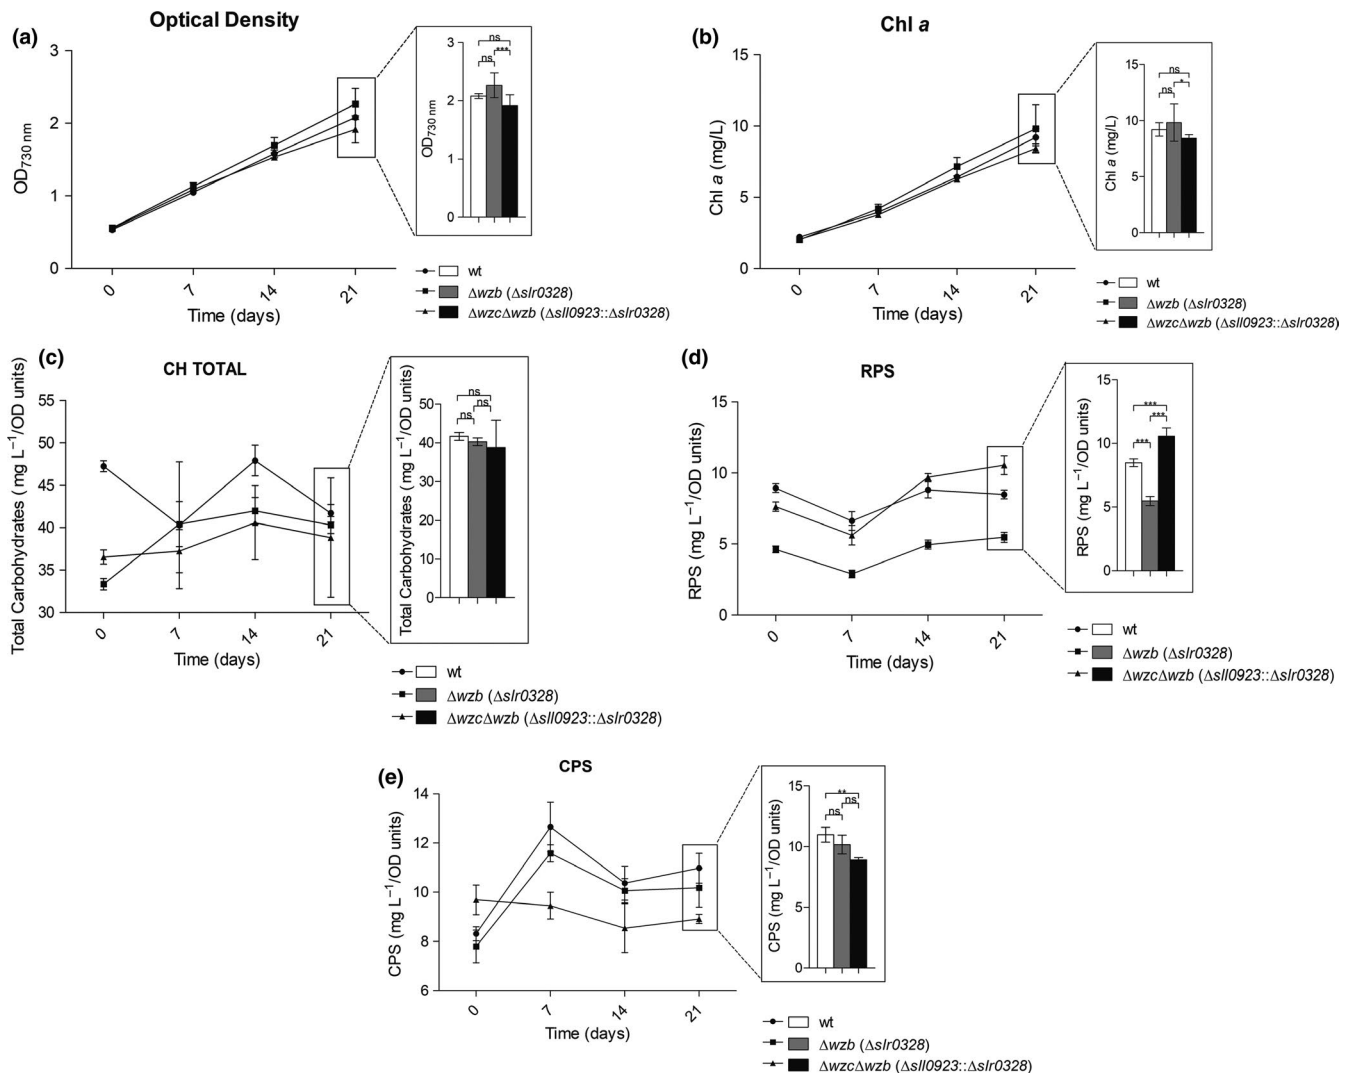 (a)
Optical Density
OD730 nm
3
2
1
0
0
7
14
21
Time (days)
OD730 nm
3
2
1
0
ns
ns
***
wt
Δwzb (Δslr0328)
ΔwzcΔwzb (Δsll0923::Δslr0328)
(b)
Chl a
Chl a (mg/L)
15
10
5
0
0
7
14
21
Time (days)
Chl a (mg/L)
15
10
5
0
ns
ns
*
wt
Δwzb (Δslr0328)
ΔwzcΔwzb (Δsll0923::Δslr0328)
(c)
CH TOTAL
Total Carbohydrates (mg L−1/OD units)
55
50
45
40
35
30
0
7
14
21
Time (days)
Total Carbohydrates (mg L−1/OD units)
50
40
30
20
10
0
ns
ns
ns
wt
Δwzb (Δslr0328)
ΔwzcΔwzb (Δsll0923::Δslr0328)
(d)
RPS
RPS (mg L−1/OD units)
15
10
5
0
0
7
14
21
Time (days)
RPS (mg L−1/OD units)
15
10
5
0
***
***
***
wt
Δwzb (Δslr0328)
ΔwzcΔwzb (Δsll0923::Δslr0328)
(e)
CPS
CPS (mg L−1/OD units)
14
12
10
8
6
0
7
14
21
Time (days)
CPS (mg L−1/OD units)
15
10
5
0
**
ns
ns
wt
Δwzb (Δslr0328)
ΔwzcΔwzb (Δsll0923::Δslr0328)